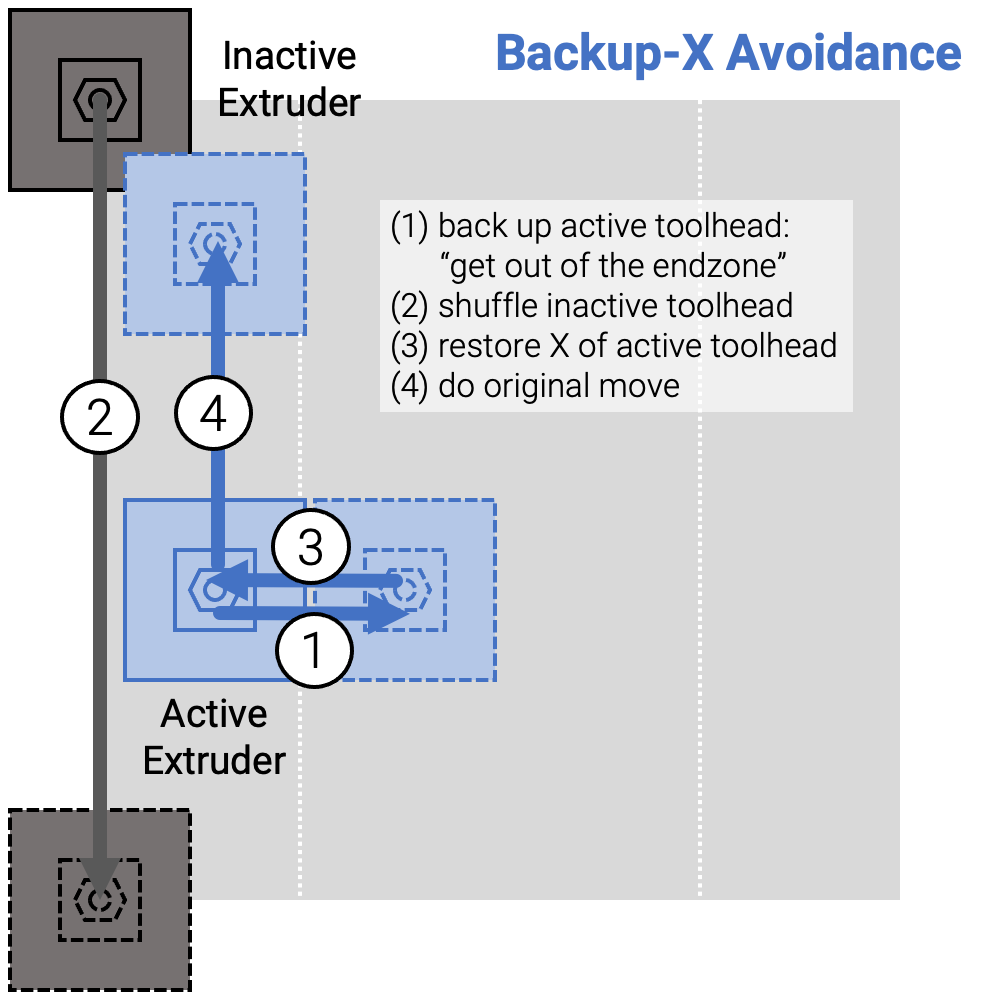 Backup-X Avoidance
Inactive
Extruder
(1) back up active toolhead:
“get out of the endzone”
(2) shuffle inactive toolhead
(3) restore X of active toolhead
(4) do original move
2
4
3
1
Active
Extruder